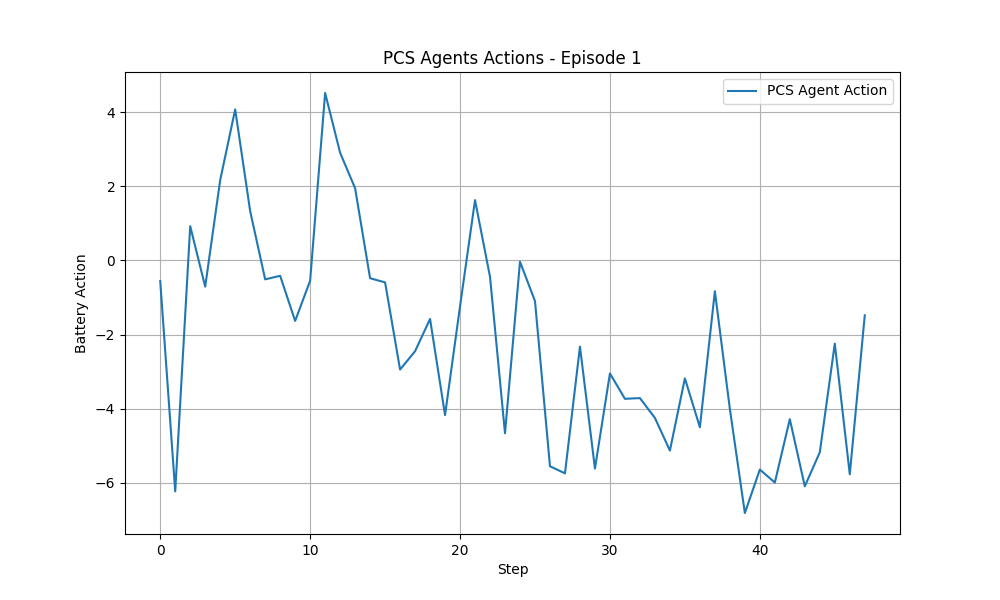 PCS Agents Actions - Episode 1
PCS Agent Action
4
2
0
−2
−4
−6
Battery Action
0 10 20 30 40
Step